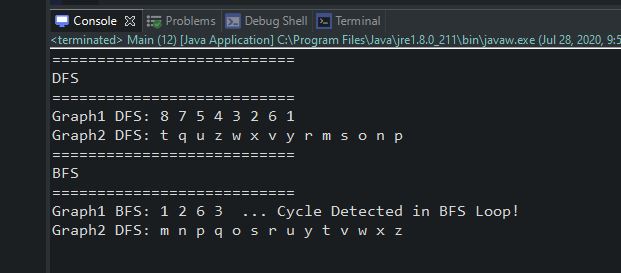 Console Problems Debug Shell Terminal
<terminated> Main (12) [Java Application] C:\Program Files\Java\jre1.8.0_211\bin\javaw.exe (Jul 28, 2020, 9:5
===========================
DFS
===========================
Graph1 DFS: 8 7 5 4 3 2 6 1
Graph2 DFS: t q u z w x v y r m s o n p
===========================
BFS
===========================
Graph1 BFS: 1 2 6 3  ... Cycle Detected in BFS Loop!
Graph2 DFS: m n p q o s r u y t v w x z